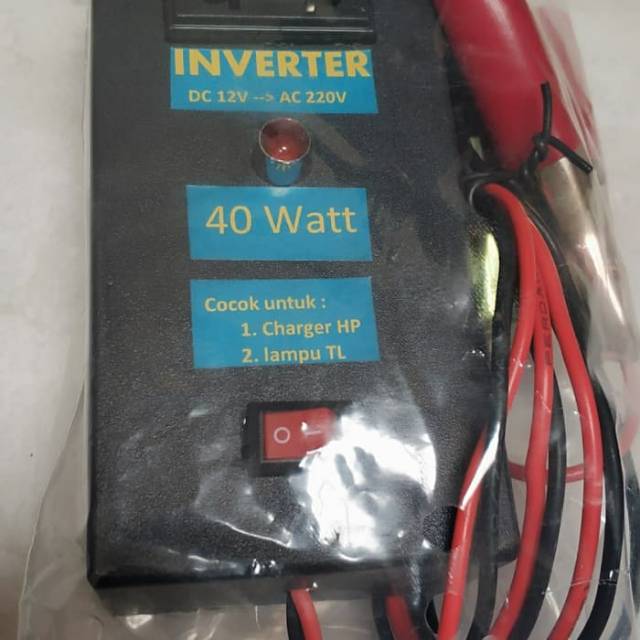 INVERTER
DC 12V --> AC 220V
40 Watt
Cocok untuk :
1. Charger HP
2. lampu TL